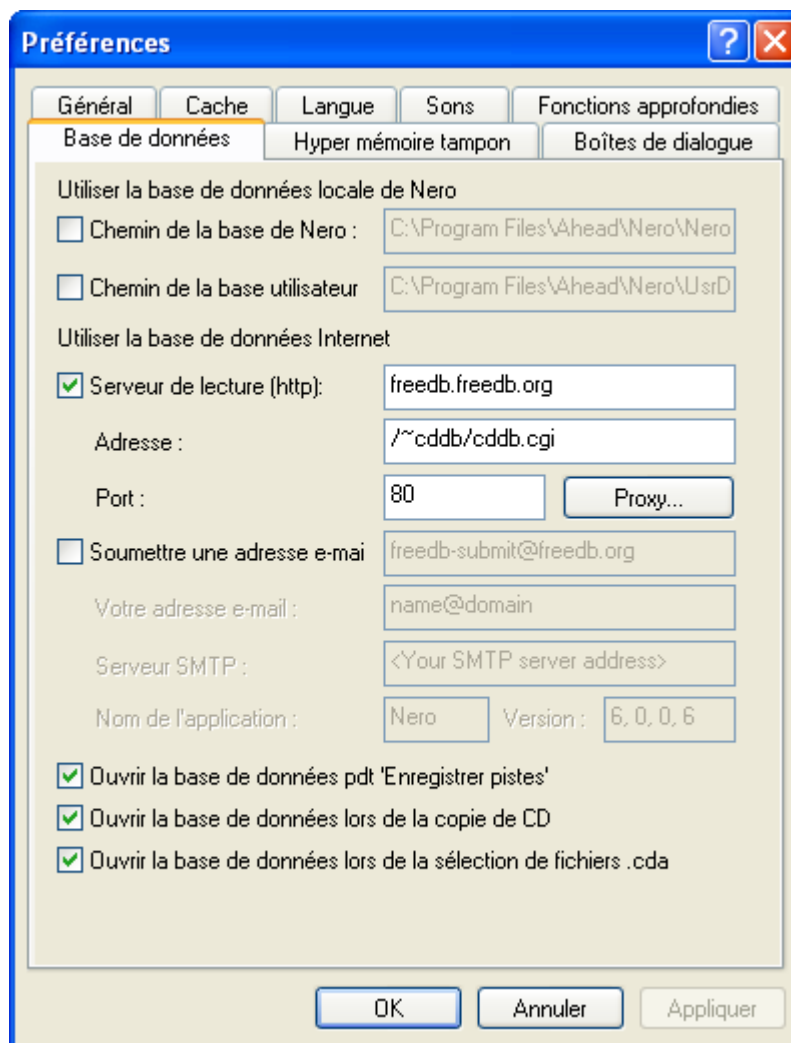 Préférences
Général Cache Langue Sons Fonctions approfondies
Base de données Hyper mémoire tampon Boîtes de dialogue
Utiliser la base de données locale de Nero
Chemin de la base de Nero : C:\Program Files\Ahead\Nero\Nero
Chemin de la base utilisateur C:\Program Files\Ahead\Nero\UsrD
Utiliser la base de données Internet
Serveur de lecture (http): freedb.freedb.org
Adresse : /~cddb/cddb.cgi
Port : 80 Proxy...
Soumettre une adresse e-mai freedb-submit@freedb.org
Votre adresse e-mail : name@domain
Serveur SMTP : <Your SMTP server address>
Nom de l'application : Nero Version : 6, 0, 0, 6
Ouvrir la base de données pdt 'Enregistrer pistes'
Ouvrir la base de données lors de la copie de CD
Ouvrir la base de données lors de la sélection de fichiers .cda
OK Annuler Appliquer